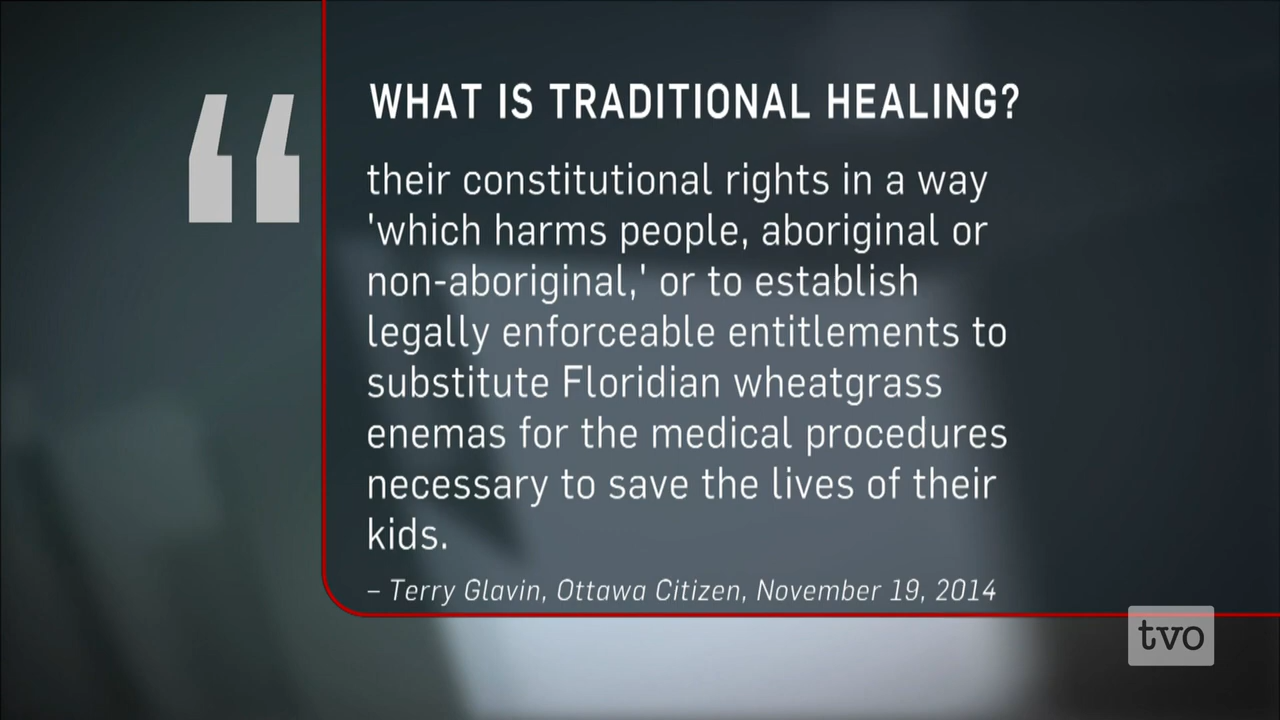 “
WHAT IS TRADITIONAL HEALING?
their constitutional rights in a way
'which harms people, aboriginal or
non-aboriginal,' or to establish
legally enforceable entitlements to
substitute Floridian wheatgrass
enemas for the medical procedures
necessary to save the lives of their
kids.
– Terry Glavin, Ottawa Citizen, November 19, 2014
tvo